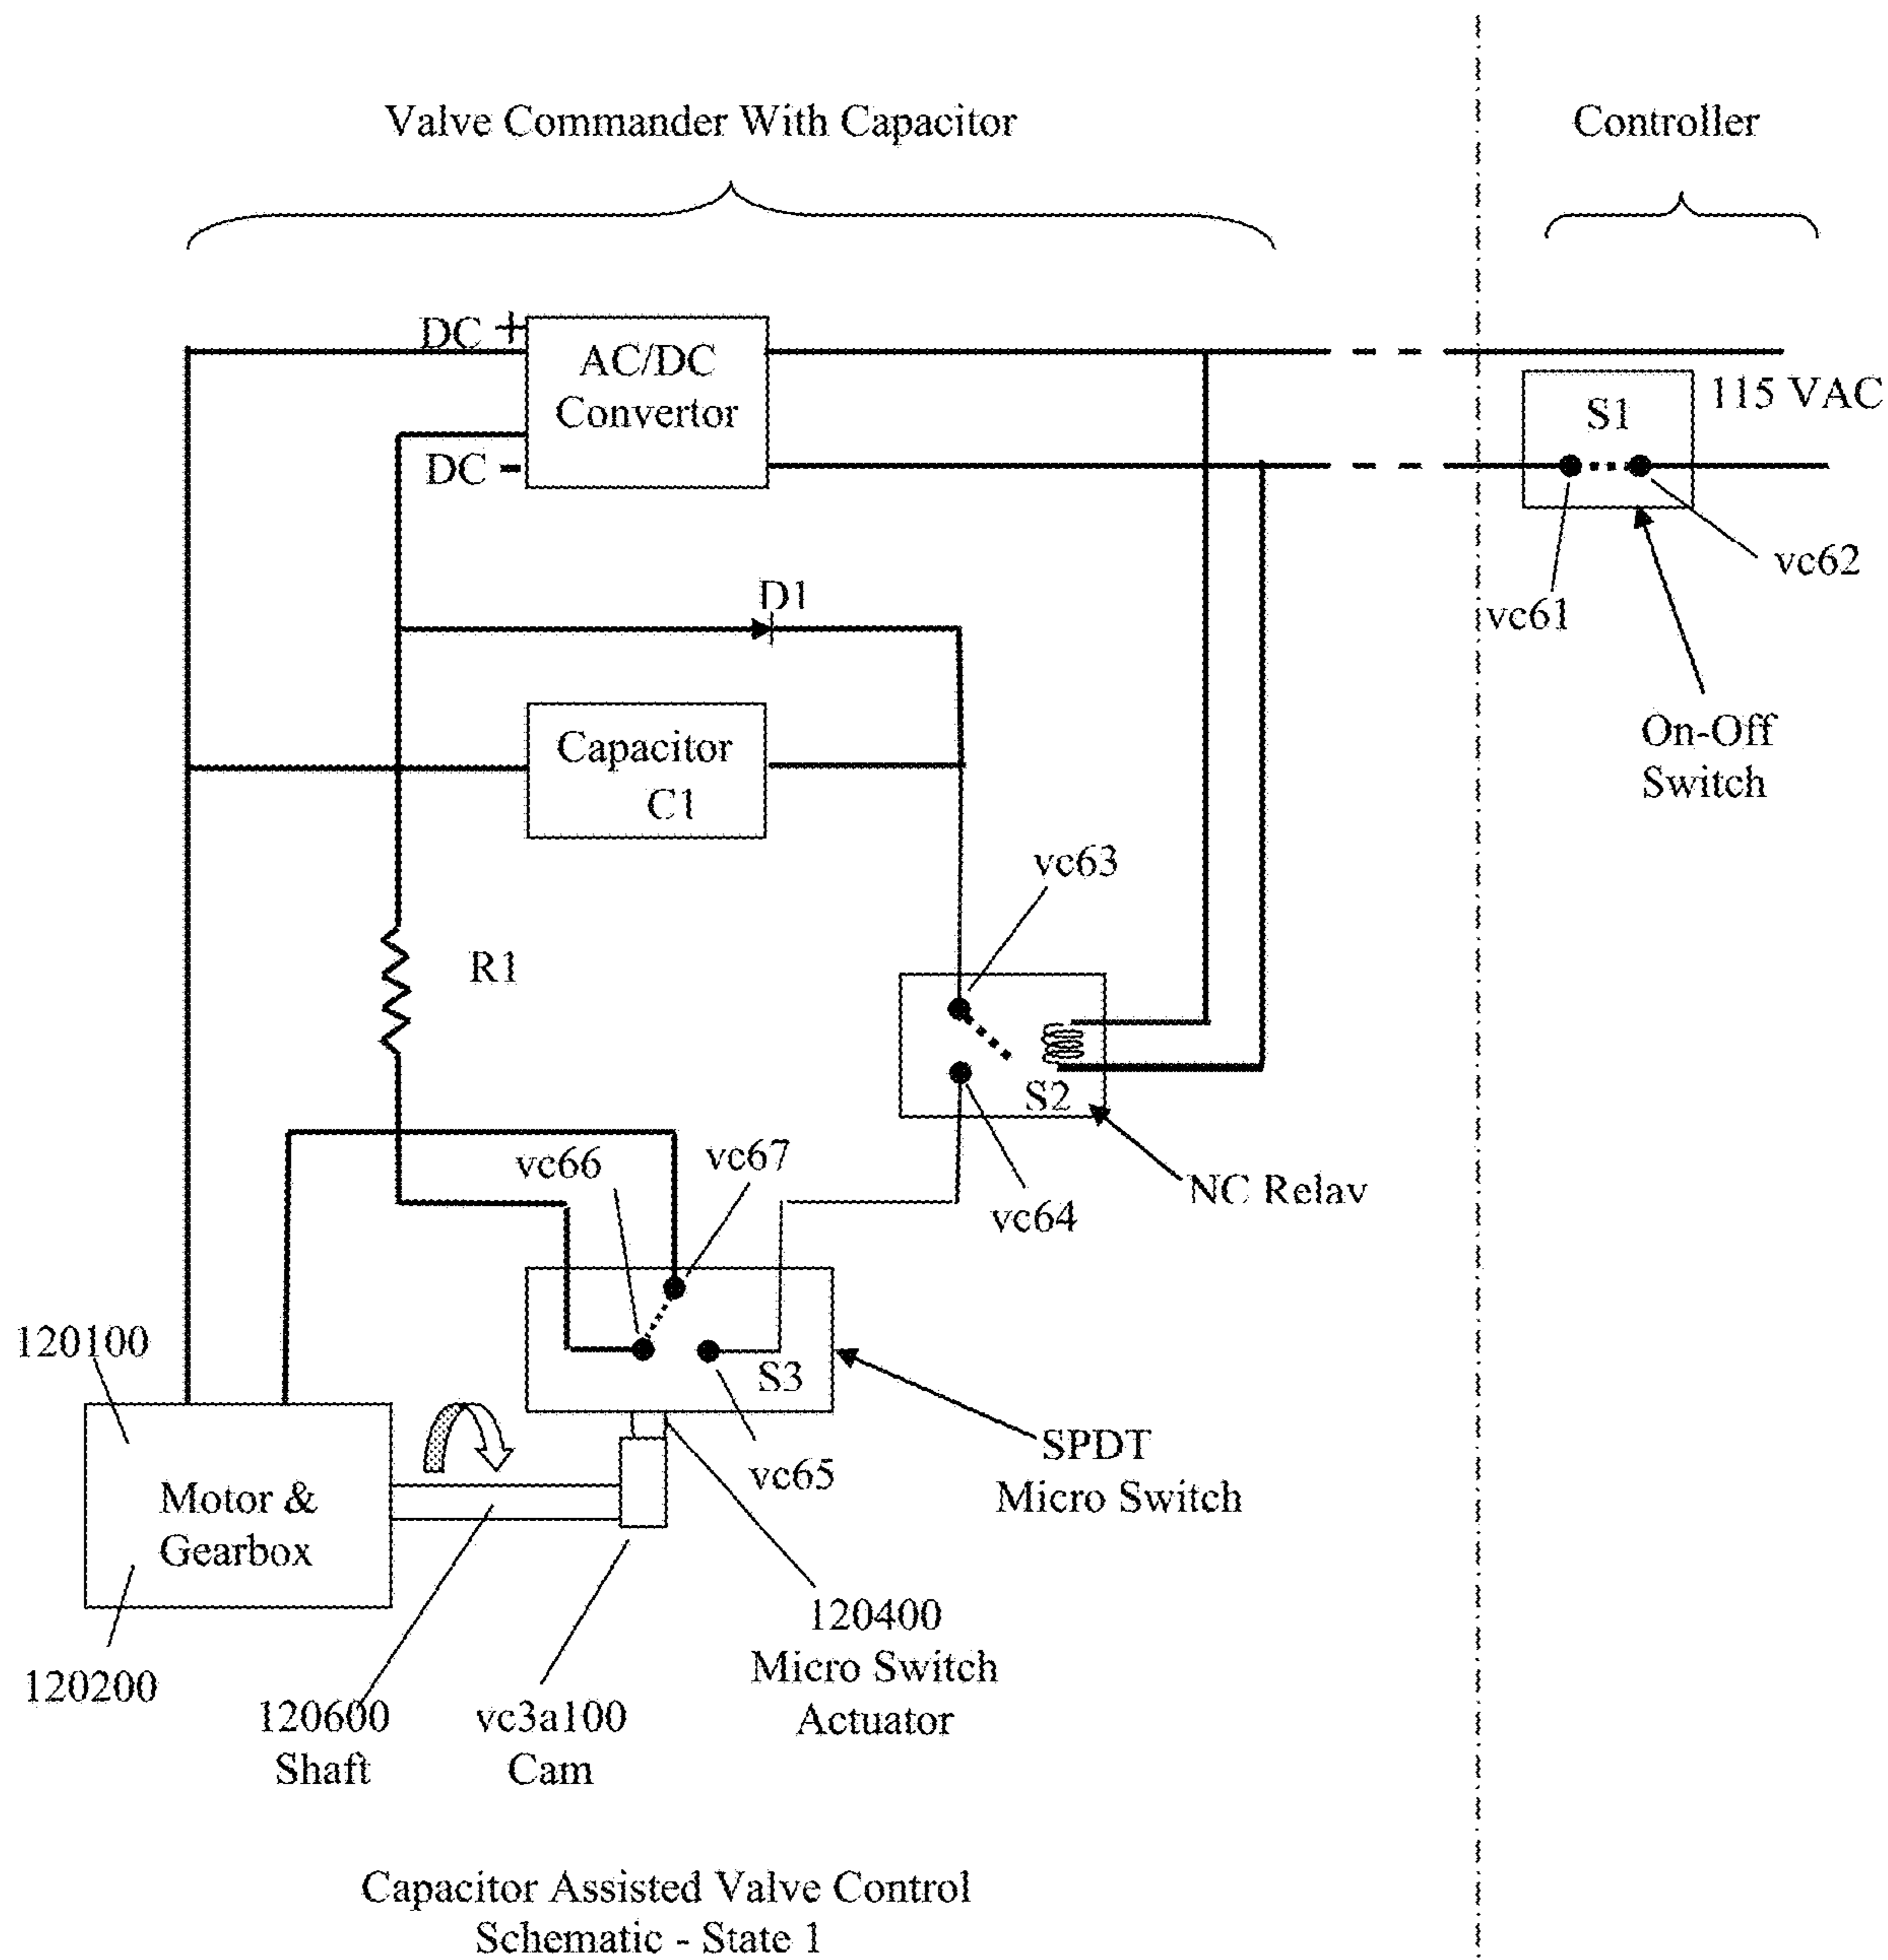 Valve Commander With Capacitor
Controller
DC +
AC/DC
Convertor
DC -
115 VAC
S1
vc62
vc61
On-Off
Switch
D1
Capacitor
C1
vc63
R1
S2
NC Relay
vc64
vc66
vc67
S3
SPDT
Micro Switch
vc65
120100
Motor &
Gearbox
120200
120600
Shaft
vc3a100
Cam
120400
Micro Switch
Actuator
Capacitor Assisted Valve Control
Schematic - State 1